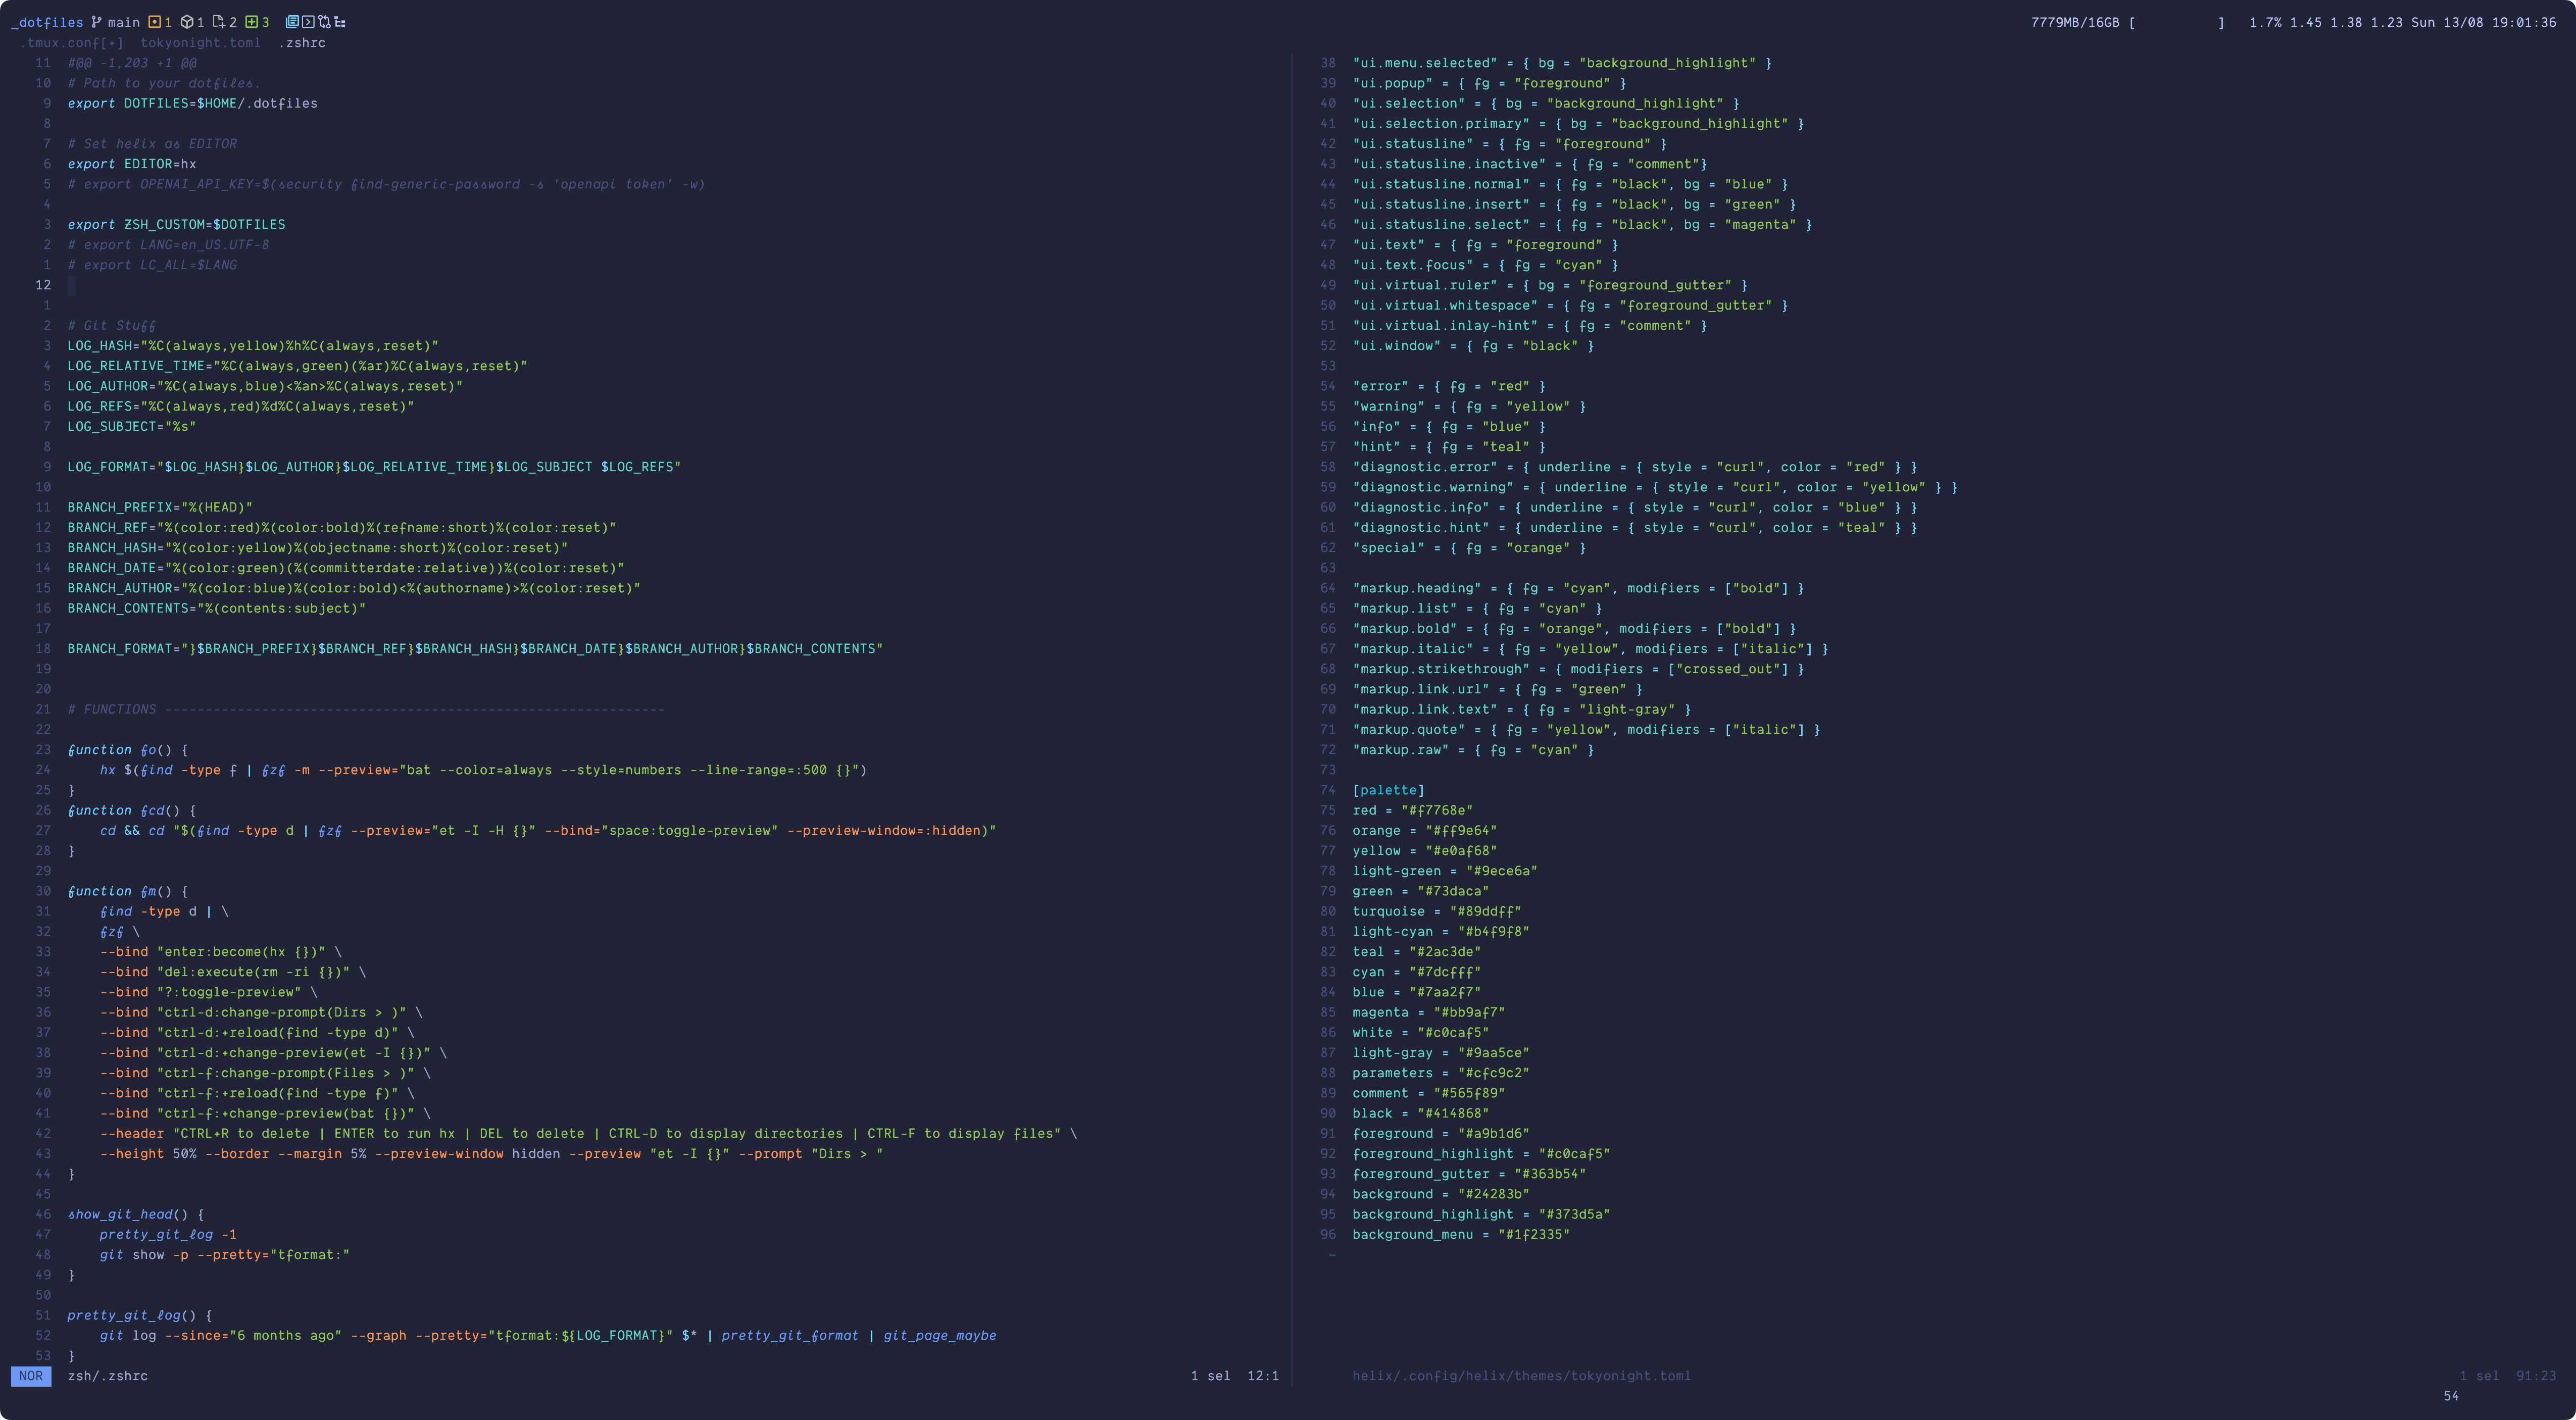 _dotfiles main 1 1 2 3
7779MB/16GB [ ] 1.7% 1.45 1.38 1.23 Sun 13/08 19:01:36
.tmux.conf[+] tokyonight.toml .zshrc
11 #@@ -1,203 +1 @@
10 # Path to your dotfiles.
9 export DOTFILES=$HOME/.dotfiles
8
7 # Set helix as EDITOR
6 export EDITOR=hx
5 # export OPENAI_API_KEY=$(security find-generic-password -s 'openapi token' -w)
4
3 export ZSH_CUSTOM=$DOTFILES
2 # export LANG=en_US.UTF-8
1 # export LC_ALL=$LANG
12
1
2 # Git Stuff
3 LOG_HASH="%C(always,yellow)%h%C(always,reset)"
4 LOG_RELATIVE_TIME="%C(always,green)(%ar)%C(always,reset)"
5 LOG_AUTHOR="%C(always,blue)<%an>%C(always,reset)"
6 LOG_REFS="%C(always,red)%d%C(always,reset)"
7 LOG_SUBJECT="%s"
8
9 LOG_FORMAT="$LOG_HASH}$LOG_AUTHOR}$LOG_RELATIVE_TIME}$LOG_SUBJECT $LOG_REFS"
10
11 BRANCH_PREFIX="%(HEAD)"
12 BRANCH_REF="%(color:red)%(color:bold)%(refname:short)%(color:reset)"
13 BRANCH_HASH="%(color:yellow)%(objectname:short)%(color:reset)"
14 BRANCH_DATE="%(color:green)(%(committerdate:relative))%(color:reset)"
15 BRANCH_AUTHOR="%(color:blue)%(color:bold)<%(authorname)>%(color:reset)"
16 BRANCH_CONTENTS="%(contents:subject)"
17
18 BRANCH_FORMAT="}$BRANCH_PREFIX}$BRANCH_REF}$BRANCH_HASH}$BRANCH_DATE}$BRANCH_AUTHOR}$BRANCH_CONTENTS"
19
20
21 # FUNCTIONS --------------------------------------------------------------
22
23 function fo() {
24     hx $(find -type f | fzf -m --preview="bat --color=always --style=numbers --line-range=:500 {}")
25 }
26 function fcd() {
27     cd && cd "$(find -type d | fzf --preview="et -I -H {}" --bind="space:toggle-preview" --preview-window=:hidden)"
28 }
29
30 function fm() {
31     find -type d | \
32     fzf \
33     --bind "enter:become(hx {})" \
34     --bind "del:execute(rm -ri {})" \
35     --bind "?:toggle-preview" \
36     --bind "ctrl-d:change-prompt(Dirs > )" \
37     --bind "ctrl-d:+reload(find -type d)" \
38     --bind "ctrl-d:+change-preview(et -I {})" \
39     --bind "ctrl-f:change-prompt(Files > )" \
40     --bind "ctrl-f:+reload(find -type f)" \
41     --bind "ctrl-f:+change-preview(bat {})" \
42     --header "CTRL+R to delete | ENTER to run hx | DEL to delete | CTRL-D to display directories | CTRL-F to display files" \
43     --height 50% --border --margin 5% --preview-window hidden --preview "et -I {}" --prompt "Dirs > "
44 }
45
46 show_git_head() {
47     pretty_git_log -1
48     git show -p --pretty="tformat:"
49 }
50
51 pretty_git_log() {
52     git log --since="6 months ago" --graph --pretty="tformat:${LOG_FORMAT}" $* | pretty_git_format | git_page_maybe
53 }
NOR zsh/.zshrc 1 sel 12:1
38 "ui.menu.selected" = { bg = "background_highlight" }
39 "ui.popup" = { fg = "foreground" }
40 "ui.selection" = { bg = "background_highlight" }
41 "ui.selection.primary" = { bg = "background_highlight" }
42 "ui.statusline" = { fg = "foreground" }
43 "ui.statusline.inactive" = { fg = "comment"}
44 "ui.statusline.normal" = { fg = "black", bg = "blue" }
45 "ui.statusline.insert" = { fg = "black", bg = "green" }
46 "ui.statusline.select" = { fg = "black", bg = "magenta" }
47 "ui.text" = { fg = "foreground" }
48 "ui.text.focus" = { fg = "cyan" }
49 "ui.virtual.ruler" = { bg = "foreground_gutter" }
50 "ui.virtual.whitespace" = { fg = "foreground_gutter" }
51 "ui.virtual.inlay-hint" = { fg = "comment" }
52 "ui.window" = { fg = "black" }
53
54 "error" = { fg = "red" }
55 "warning" = { fg = "yellow" }
56 "info" = { fg = "blue" }
57 "hint" = { fg = "teal" }
58 "diagnostic.error" = { underline = { style = "curl", color = "red" } }
59 "diagnostic.warning" = { underline = { style = "curl", color = "yellow" } }
60 "diagnostic.info" = { underline = { style = "curl", color = "blue" } }
61 "diagnostic.hint" = { underline = { style = "curl", color = "teal" } }
62 "special" = { fg = "orange" }
63
64 "markup.heading" = { fg = "cyan", modifiers = ["bold"] }
65 "markup.list" = { fg = "cyan" }
66 "markup.bold" = { fg = "orange", modifiers = ["bold"] }
67 "markup.italic" = { fg = "yellow", modifiers = ["italic"] }
68 "markup.strikethrough" = { modifiers = ["crossed_out"] }
69 "markup.link.url" = { fg = "green" }
70 "markup.link.text" = { fg = "light-gray" }
71 "markup.quote" = { fg = "yellow", modifiers = ["italic"] }
72 "markup.raw" = { fg = "cyan" }
73
74 [palette]
75 red = "#f7768e"
76 orange = "#ff9e64"
77 yellow = "#e0af68"
78 light-green = "#9ece6a"
79 green = "#73daca"
80 turquoise = "#89ddff"
81 light-cyan = "#b4f9f8"
82 teal = "#2ac3de"
83 cyan = "#7dcfff"
84 blue = "#7aa2f7"
85 magenta = "#bb9af7"
86 white = "#c0caf5"
87 light-gray = "#9aa5ce"
88 parameters = "#cfc9c2"
89 comment = "#565f89"
90 black = "#414868"
91 foreground = "#a9b1d6"
92 foreground_highlight = "#c0caf5"
93 foreground_gutter = "#363b54"
94 background = "#24283b"
95 background_highlight = "#373d5a"
96 background_menu = "#1f2335"
~
helix/.config/helix/themes/tokyonight.toml 1 sel 91:23
54